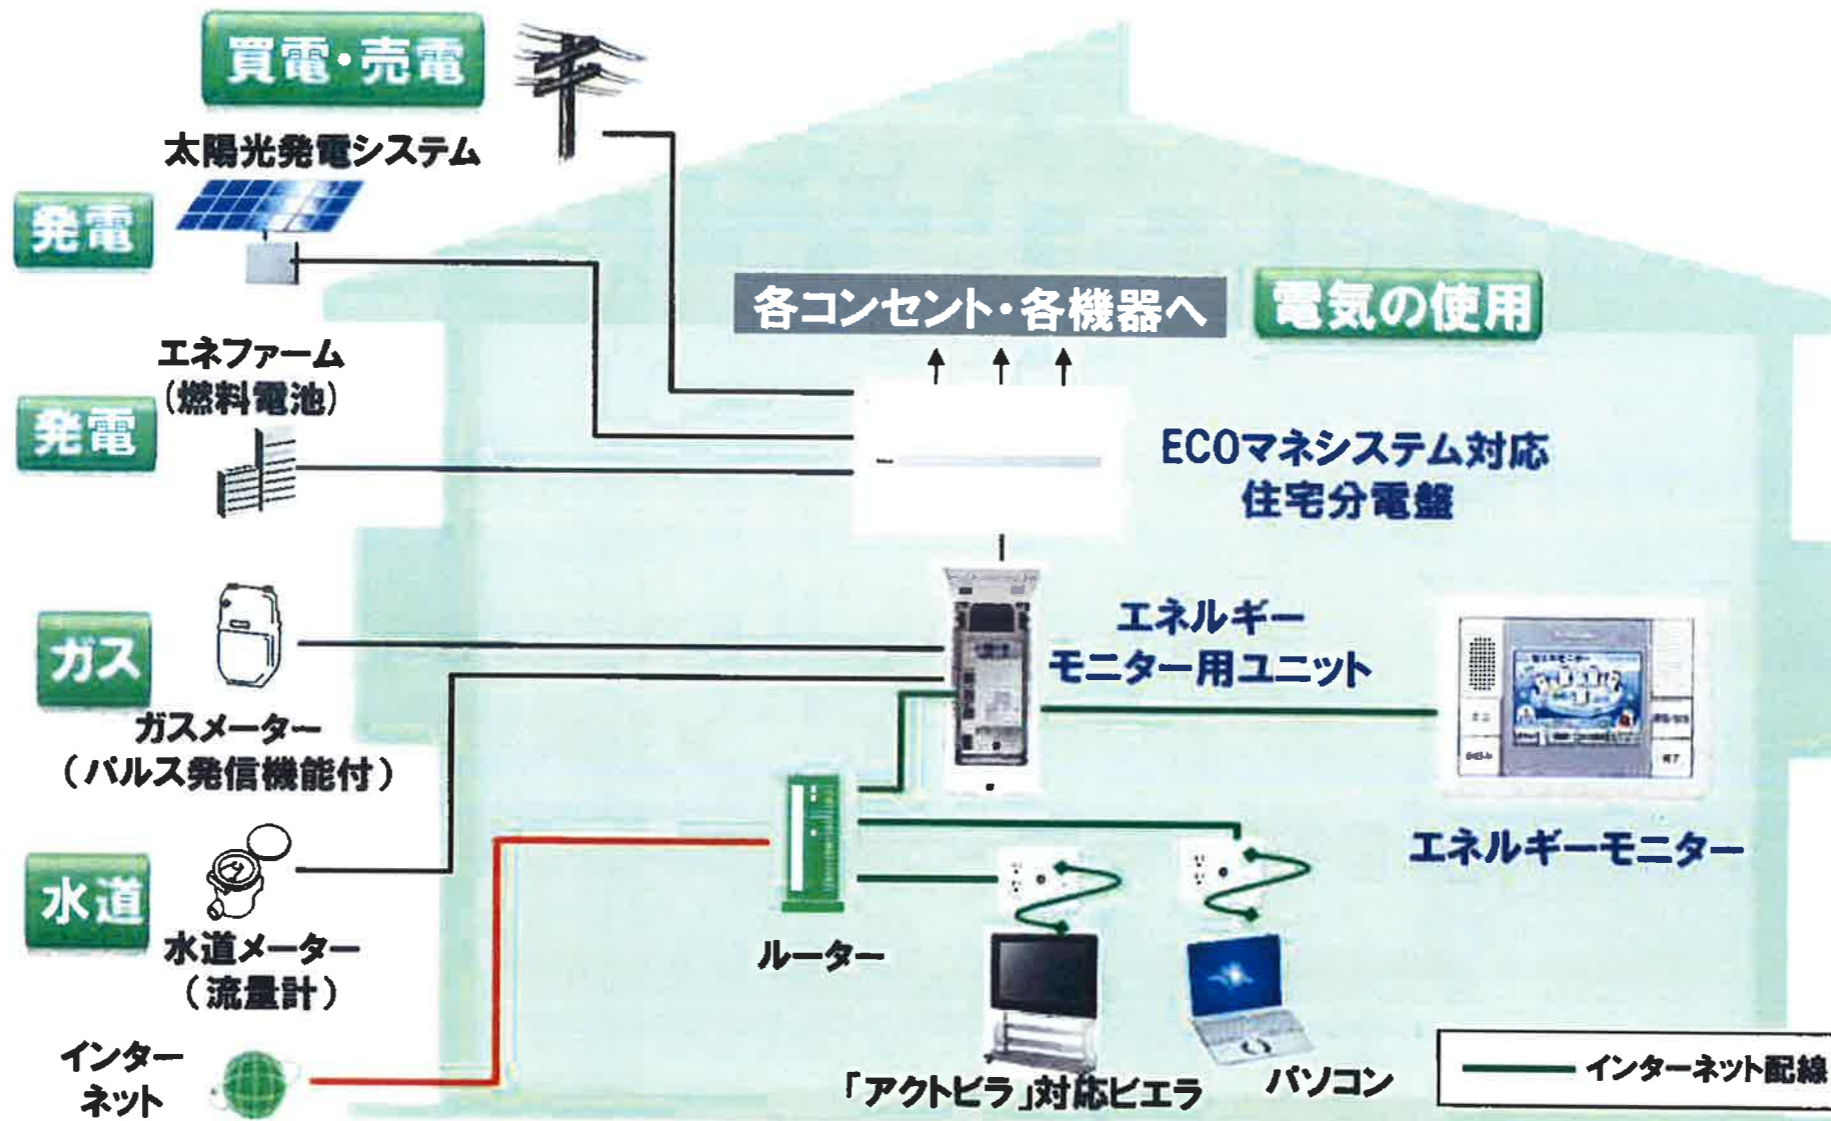 買電・売電
太陽光発電システム
発電
各コンセント・各機器へ
電気の使用
エネファーム
(燃料電池)
発電
ECOマネシステム対応
住宅分電盤
エネルギー
モニター用ユニット
ガス
ガスメーター
(パルス発信機能付)
エネルギーモニター
水道
水道メーター
(流量計)
ルーター
インター
ネット
「アクトビラ」対応ビエラ
パソコン
インターネット配線